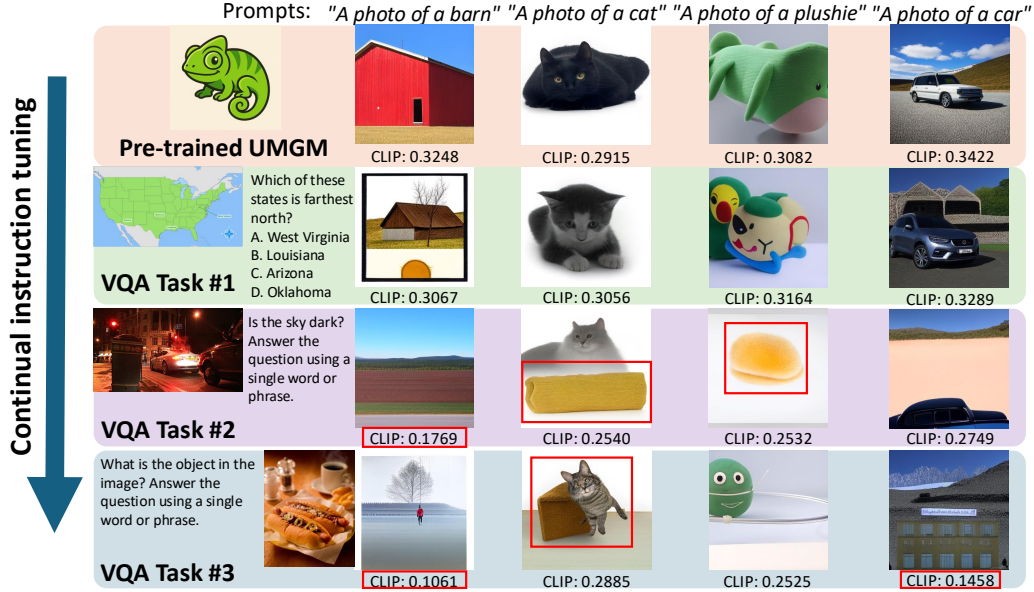 Prompts: "A photo of a barn" "A photo of a cat" "A photo of a plushie" "A photo of a car"
Continual instruction tuning
Pre-trained UMGM
CLIP: 0.3248
CLIP: 0.2915
CLIP: 0.3082
CLIP: 0.3422
Which of these
states is farthest
north?
A. West Virginia
B. Louisiana
C. Arizona
D. Oklahoma
VQA Task #1
CLIP: 0.3067
CLIP: 0.3056
CLIP: 0.3164
CLIP: 0.3289
Is the sky dark?
Answer the
question using a
single word or
phrase.
VQA Task #2
CLIP: 0.1769
CLIP: 0.2540
CLIP: 0.2532
CLIP: 0.2749
What is the object in the
image? Answer the
question using a single
word or phrase.
VQA Task #3
CLIP: 0.1061
CLIP: 0.2885
CLIP: 0.2525
CLIP: 0.1458